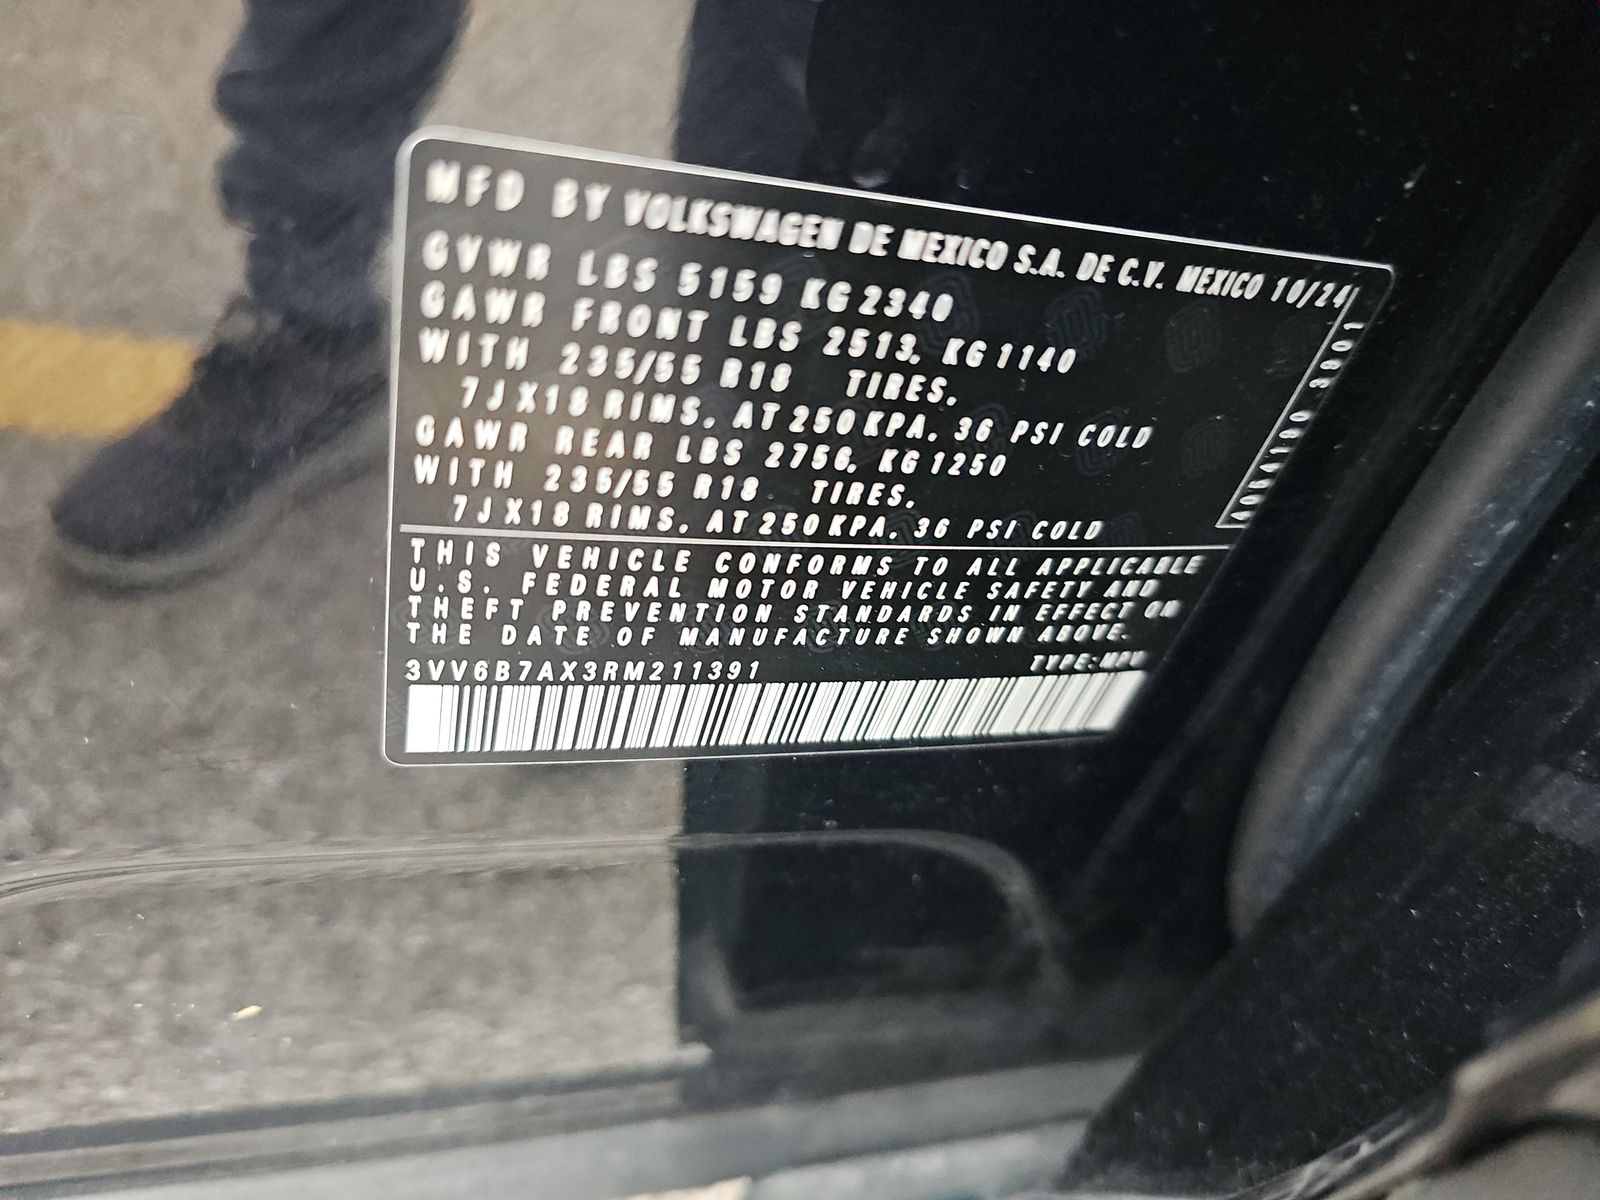 MFD BY VOLKSWAGEN DE MEXICO S.A. DE C.V. MEXICO 10/24
GVWR LBS 5159 KG 2340
GAWR FRONT LBS 2513, KG 1140
WITH 235/55 R18 TIRES,
7JX18 RIMS, AT 250 KPA, 36 PSI COLD
GAWR REAR LBS 2756, KG 1250
WITH 235/55 R18 TIRES,
7JX18 RIMS, AT 250 KPA, 36 PSI COLD
THIS VEHICLE CONFORMS TO ALL APPLICABLE
U.S. FEDERAL MOTOR VEHICLE SAFETY AND
THEFT PREVENTION STANDARDS IN EFFECT ON
THE DATE OF MANUFACTURE SHOWN ABOVE.
3VV6B7AX3RM211391 TYPE:MPV